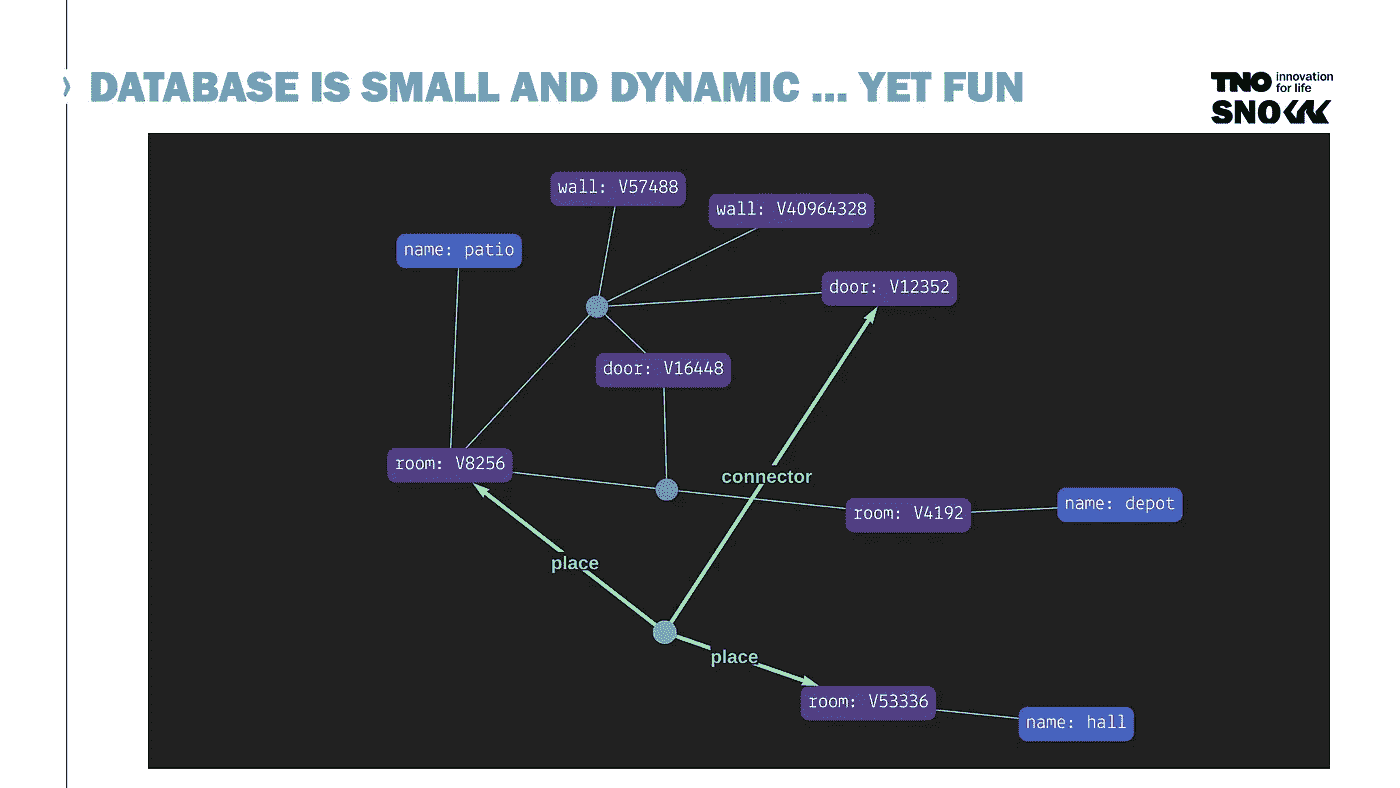 DATABASE IS SMALL AND DYNAMIC ... YET FUN
TNO innovation
for life
SNOW
wall: V57488
wall: V40964328
name: patio
door: V12352
door: V16448
room: V8256
connector
room: V4192
name: depot
place
place
room: V53336
name: hall